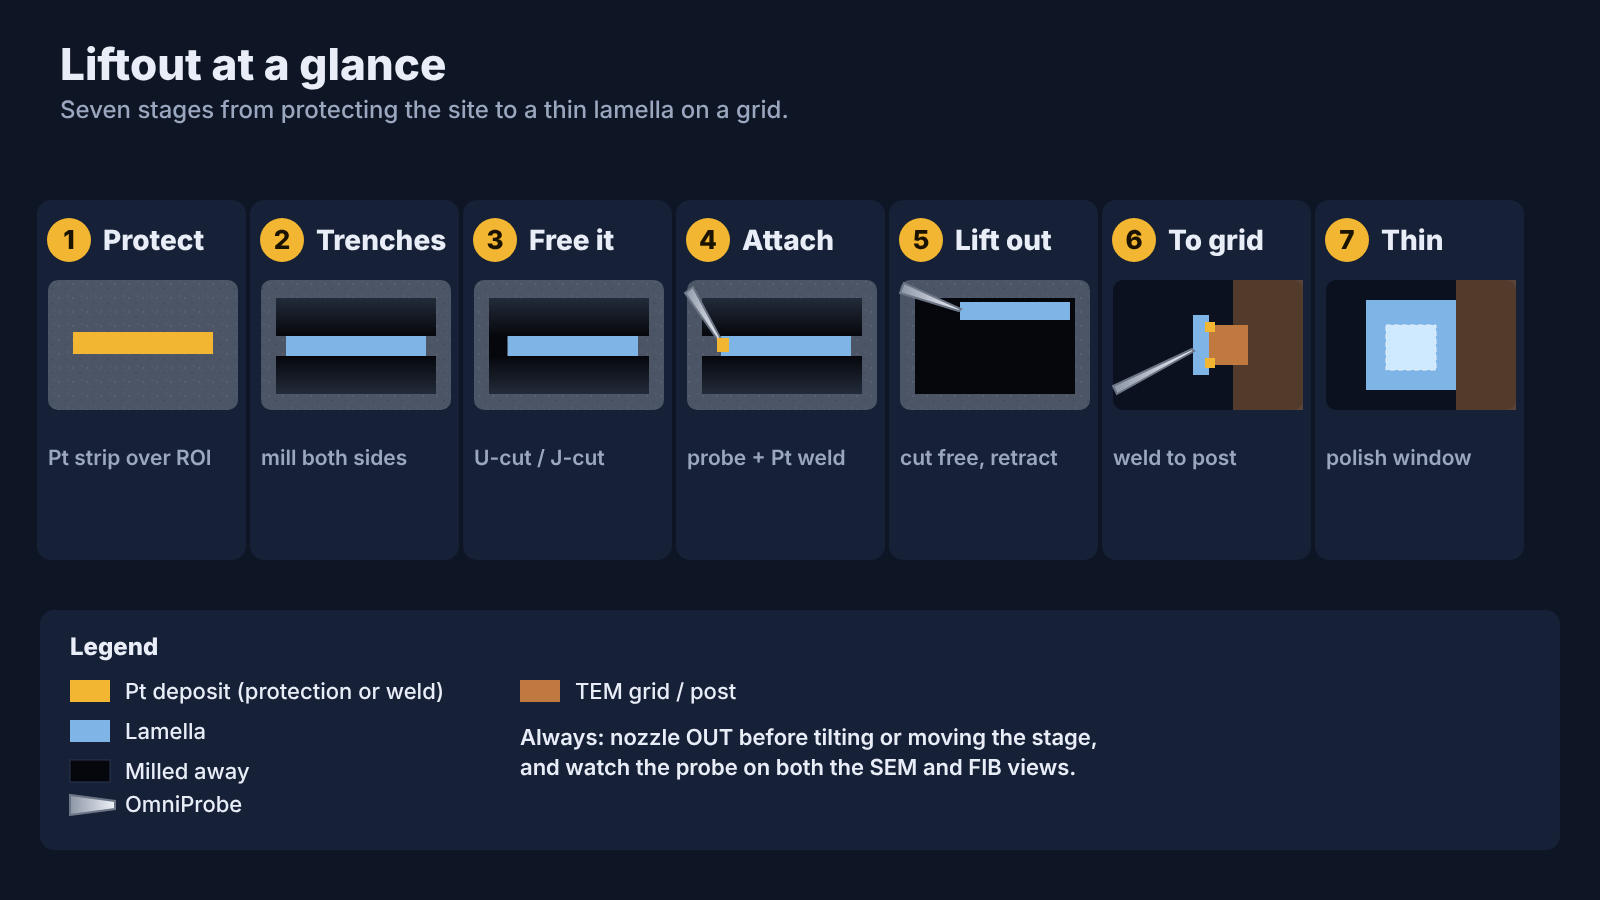 Liftout at a glance
Seven stages from protecting the site to a thin lamella on a grid.
1 Protect
Pt strip over ROI
2 Trenches
mill both sides
3 Free it
U-cut / J-cut
4 Attach
probe + Pt weld
5 Lift out
cut free, retract
6 To grid
weld to post
7 Thin
polish window
Legend
Pt deposit (protection or weld)
Lamella
Milled away
OmniProbe
TEM grid / post
Always: nozzle OUT before tilting or moving the stage,
and watch the probe on both the SEM and FIB views.